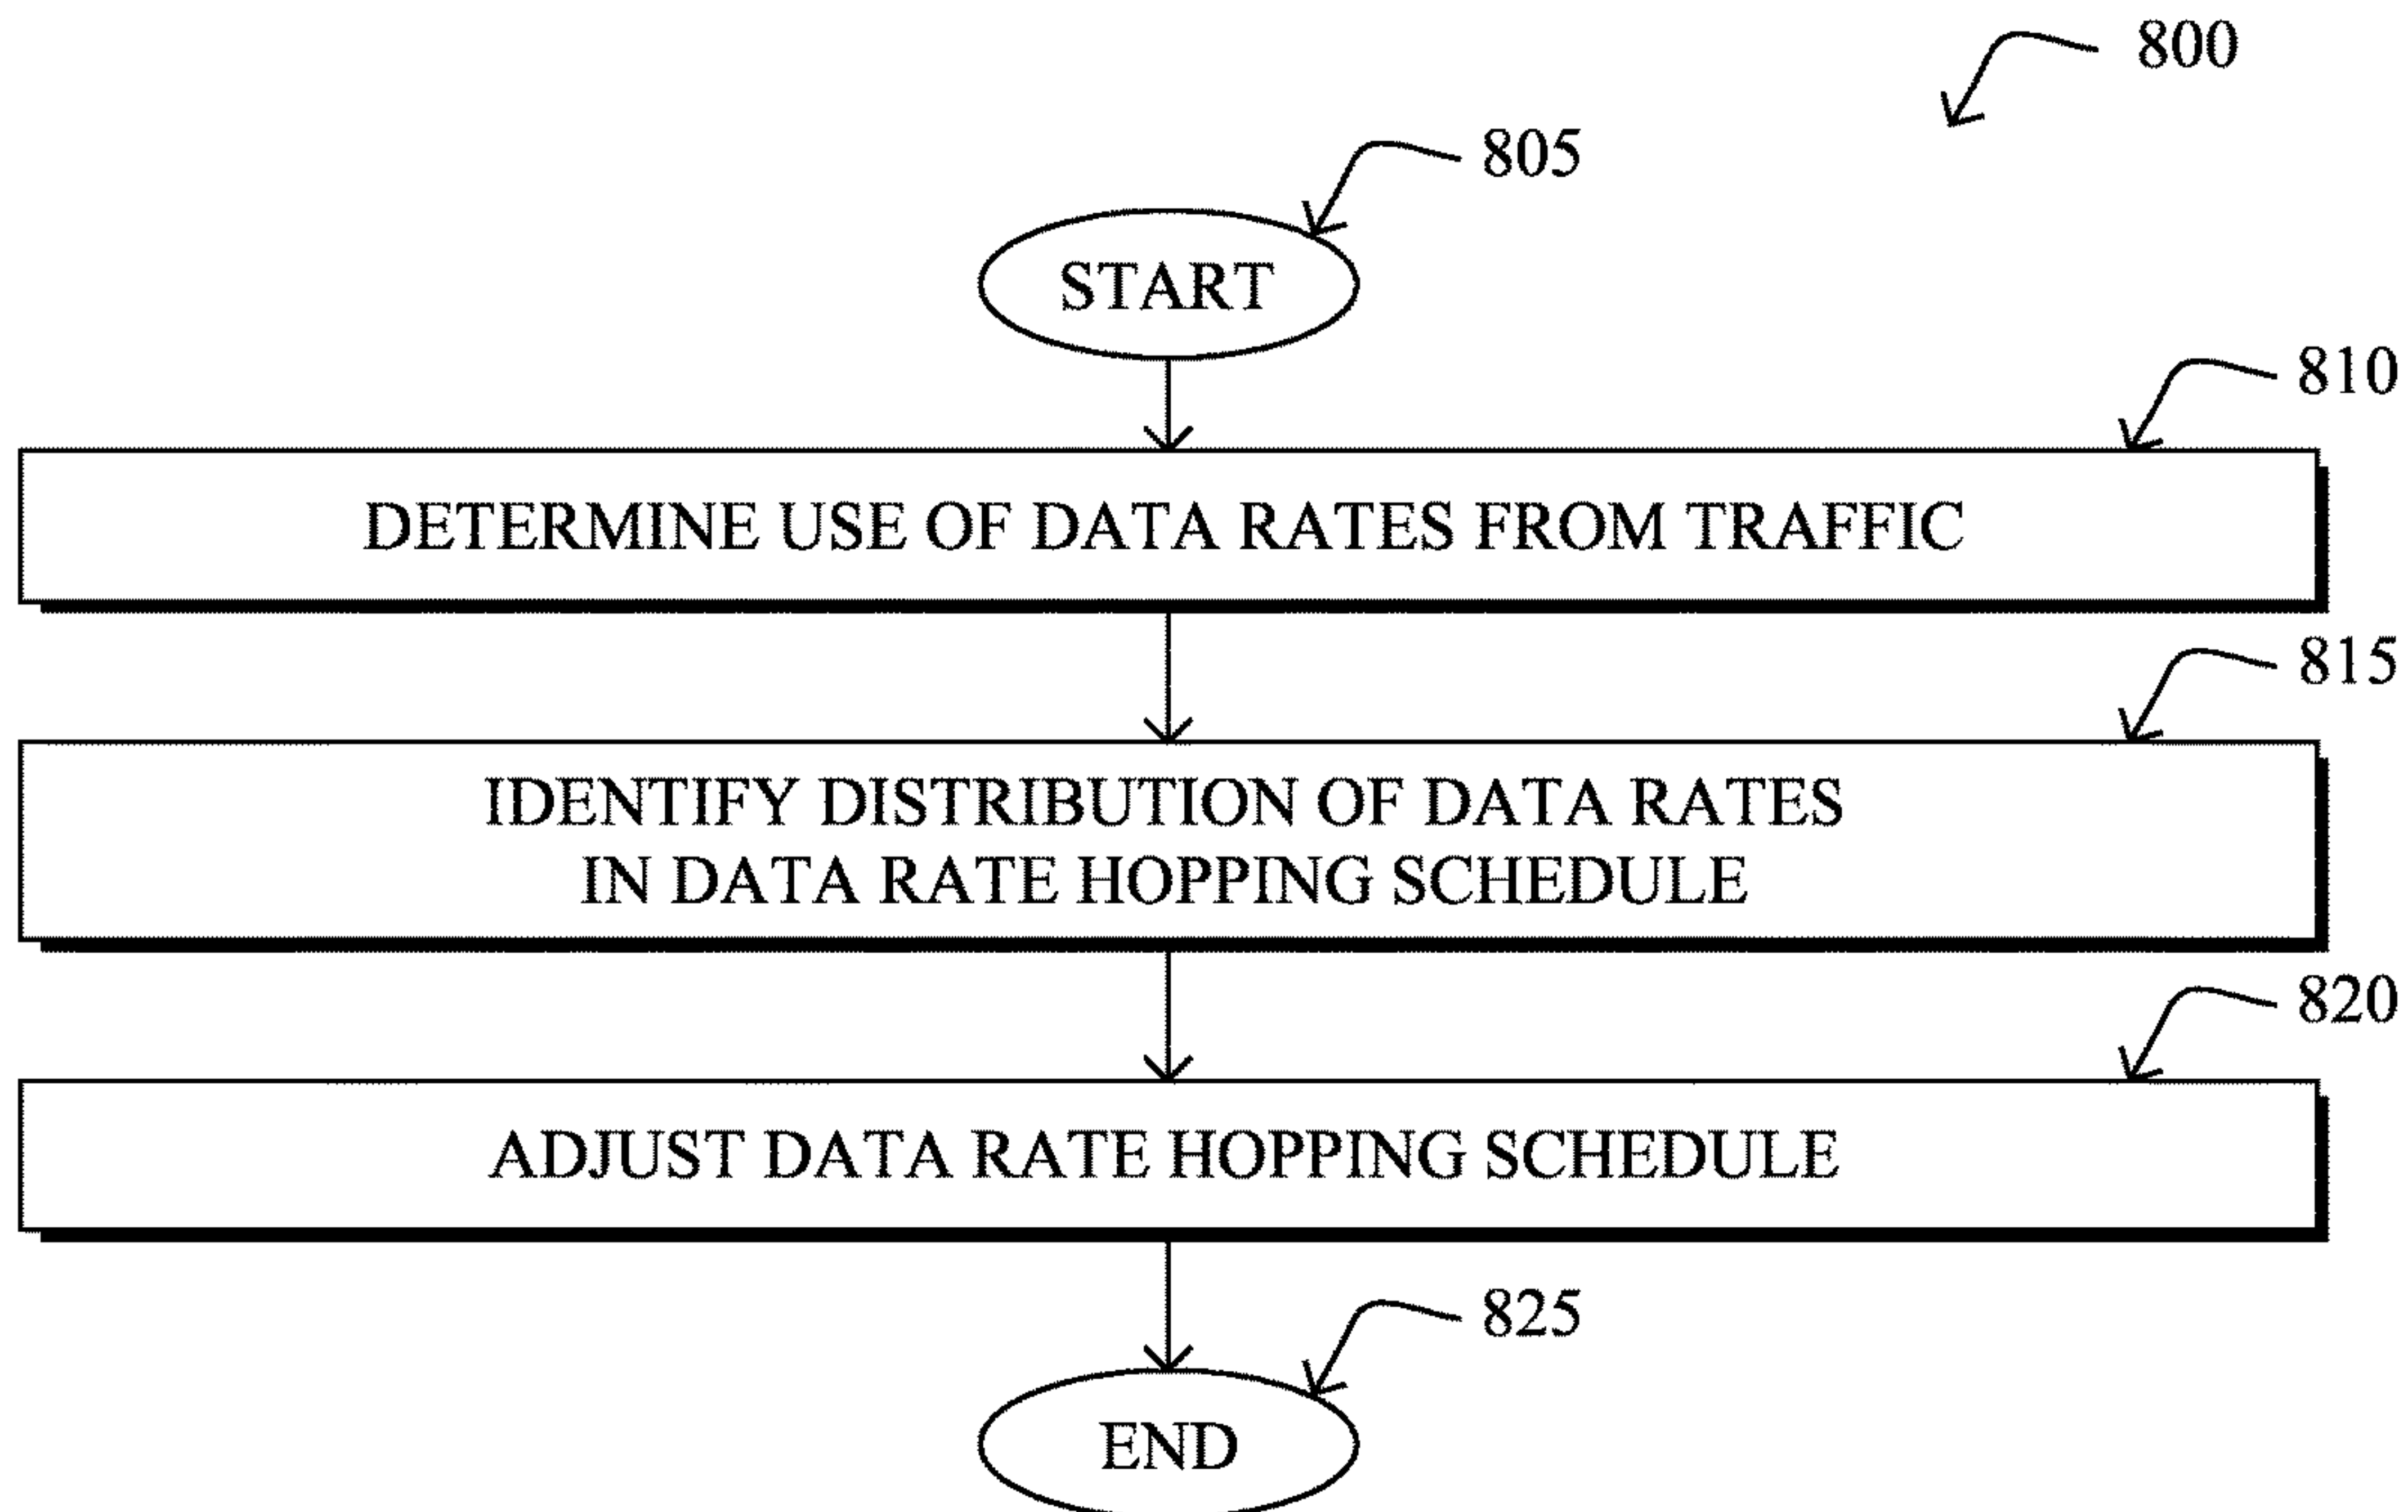 800
805
START
810
DETERMINE USE OF DATA RATES FROM TRAFFIC
815
IDENTIFY DISTRIBUTION OF DATA RATES
IN DATA RATE HOPPING SCHEDULE
820
ADJUST DATA RATE HOPPING SCHEDULE
825
END